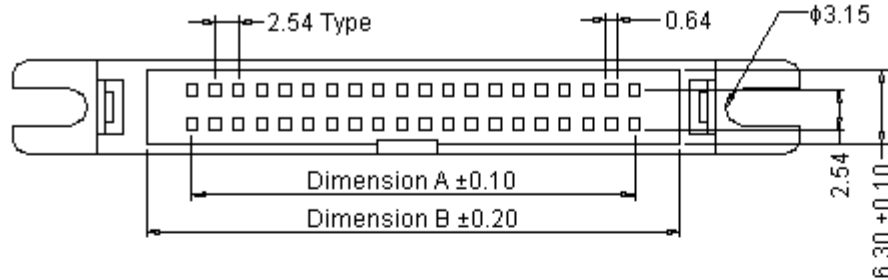 2.54 Type
0.64
ϕ3.15
Dimension A ±0.10
Dimension B ±0.20
2.54
6.30 ±0.10